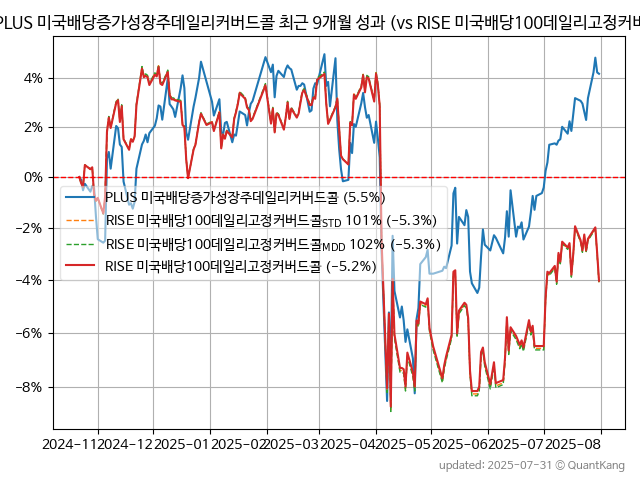 PLUS 미국배당증가성장주데일리커버드콜 최근 9개월 성과 (vs RISE 미국배당100데일리고정커버
4%
2%
0%
−2%
−4%
−6%
−8%
PLUS 미국배당증가성장주데일리커버드콜 (5.5%)
RISE 미국배당100데일리고정커버드콜STD 101% (−5.3%)
RISE 미국배당100데일리고정커버드콜MDD 102% (−5.3%)
RISE 미국배당100데일리고정커버드콜 (−5.2%)
2024−11 2024−12 2025−01 2025−02 2025−03 2025−04 2025−05 2025−06 2025−07 2025−08
updated: 2025-07-31 © QuantKang